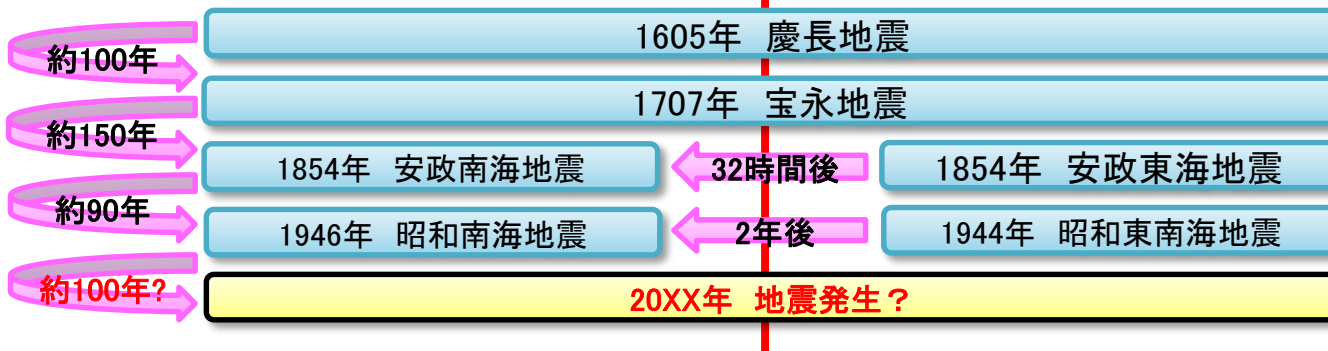 1605年 慶長地震
約100年
1707年 宝永地震
約150年
1854年 安政南海地震
32時間後
1854年 安政東海地震
約90年
1946年 昭和南海地震
2年後
1944年 昭和東南海地震
約100年?
20XX年 地震発生？